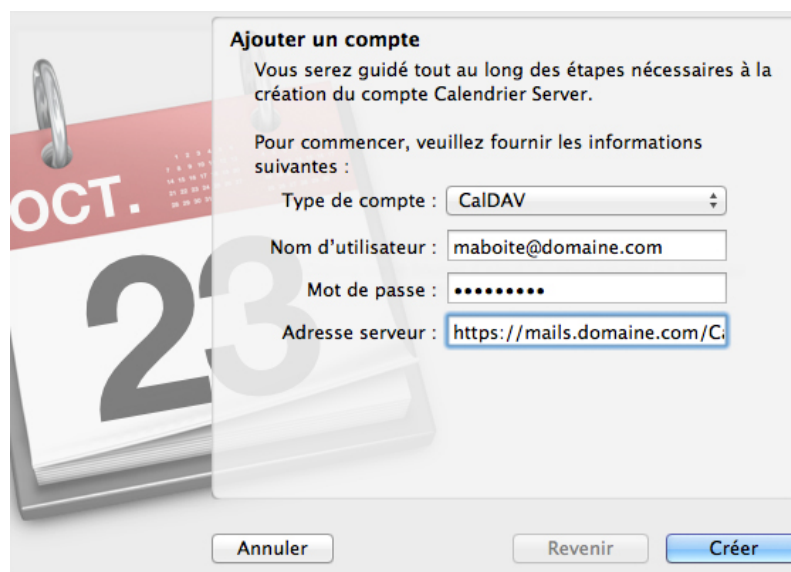 Ajouter un compte
Vous serez guidé tout au long des étapes nécessaires à la
création du compte Calendrier Server.
Pour commencer, veuillez fournir les informations
suivantes :
Type de compte : CalDAV
Nom d'utilisateur : maboite@domaine.com
Mot de passe : •••••••••
Adresse serveur : https://mails.domaine.com/Ca
OCT.
23
Annuler Revenir Créer